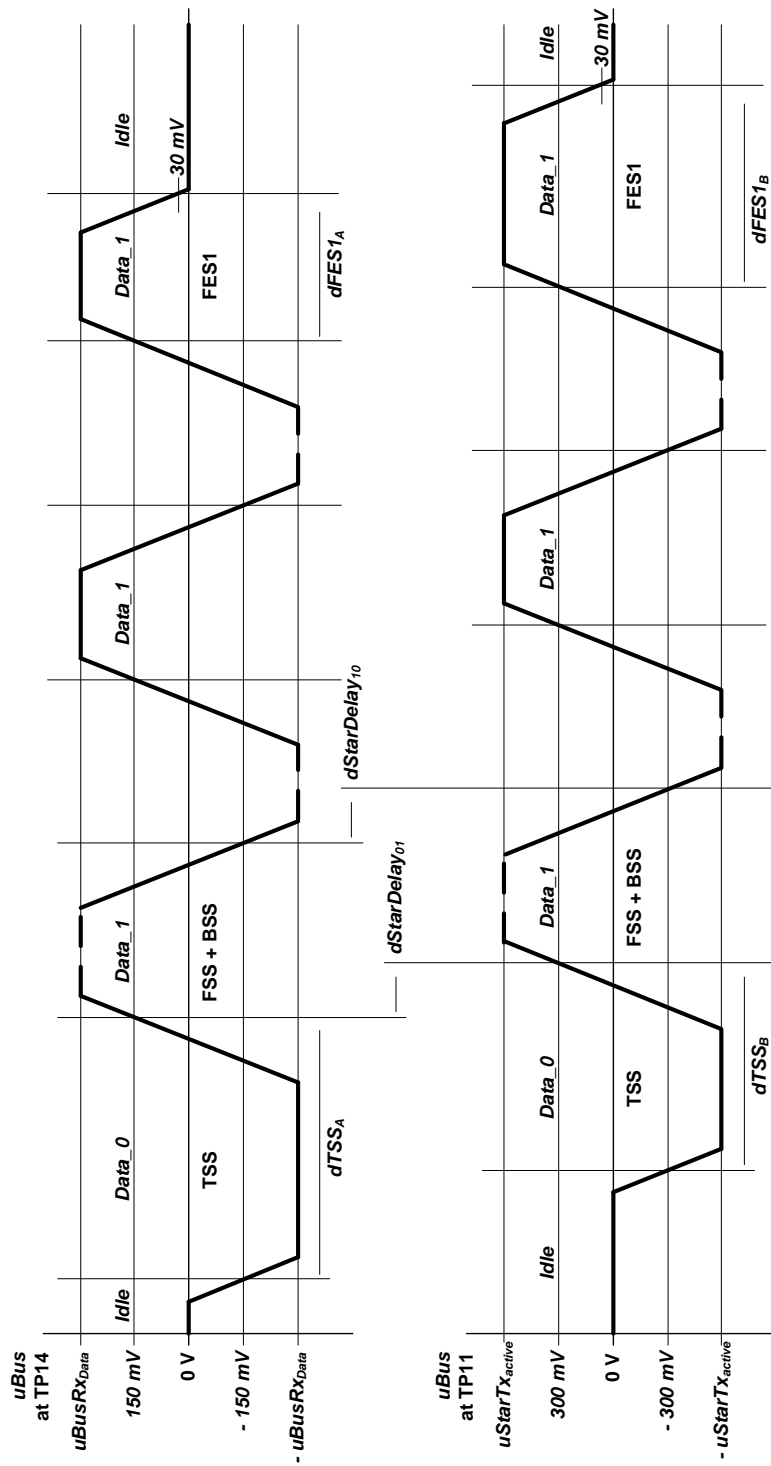 uBus
at TP14
uBusRxData
150 mV
0 V
- 150 mV
- uBusRxData
Idle
Data_0
Data_1
Data_1
Data_1
Idle
TSS
FSS + BSS
FES1
30 mV
dTSSA
dStarDelay01
dStarDelay10
dFES1A
uBus
at TP11
uStarTxactive
300 mV
0 V
- 300 mV
- uStarTxactive
Idle
Data_0
Data_1
Data_1
Data_1
Idle
TSS
FSS + BSS
FES1
30 mV
dTSSB
dFES1B